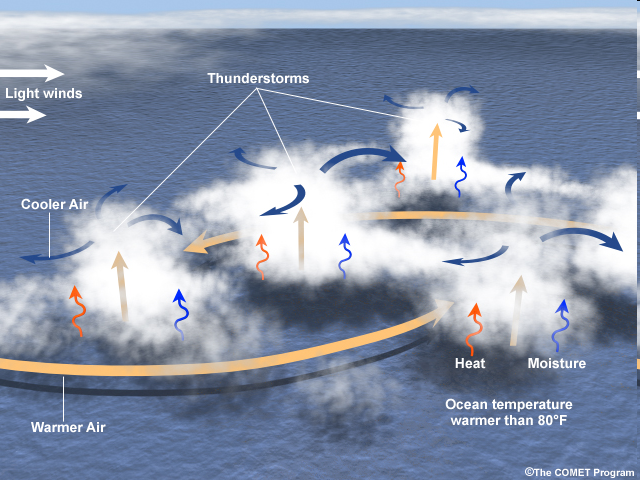 Thunderstorms
Light winds
Cooler Air
Heat
Moisture
Ocean temperature
warmer than 80°F
Warmer Air
©The COMET Program